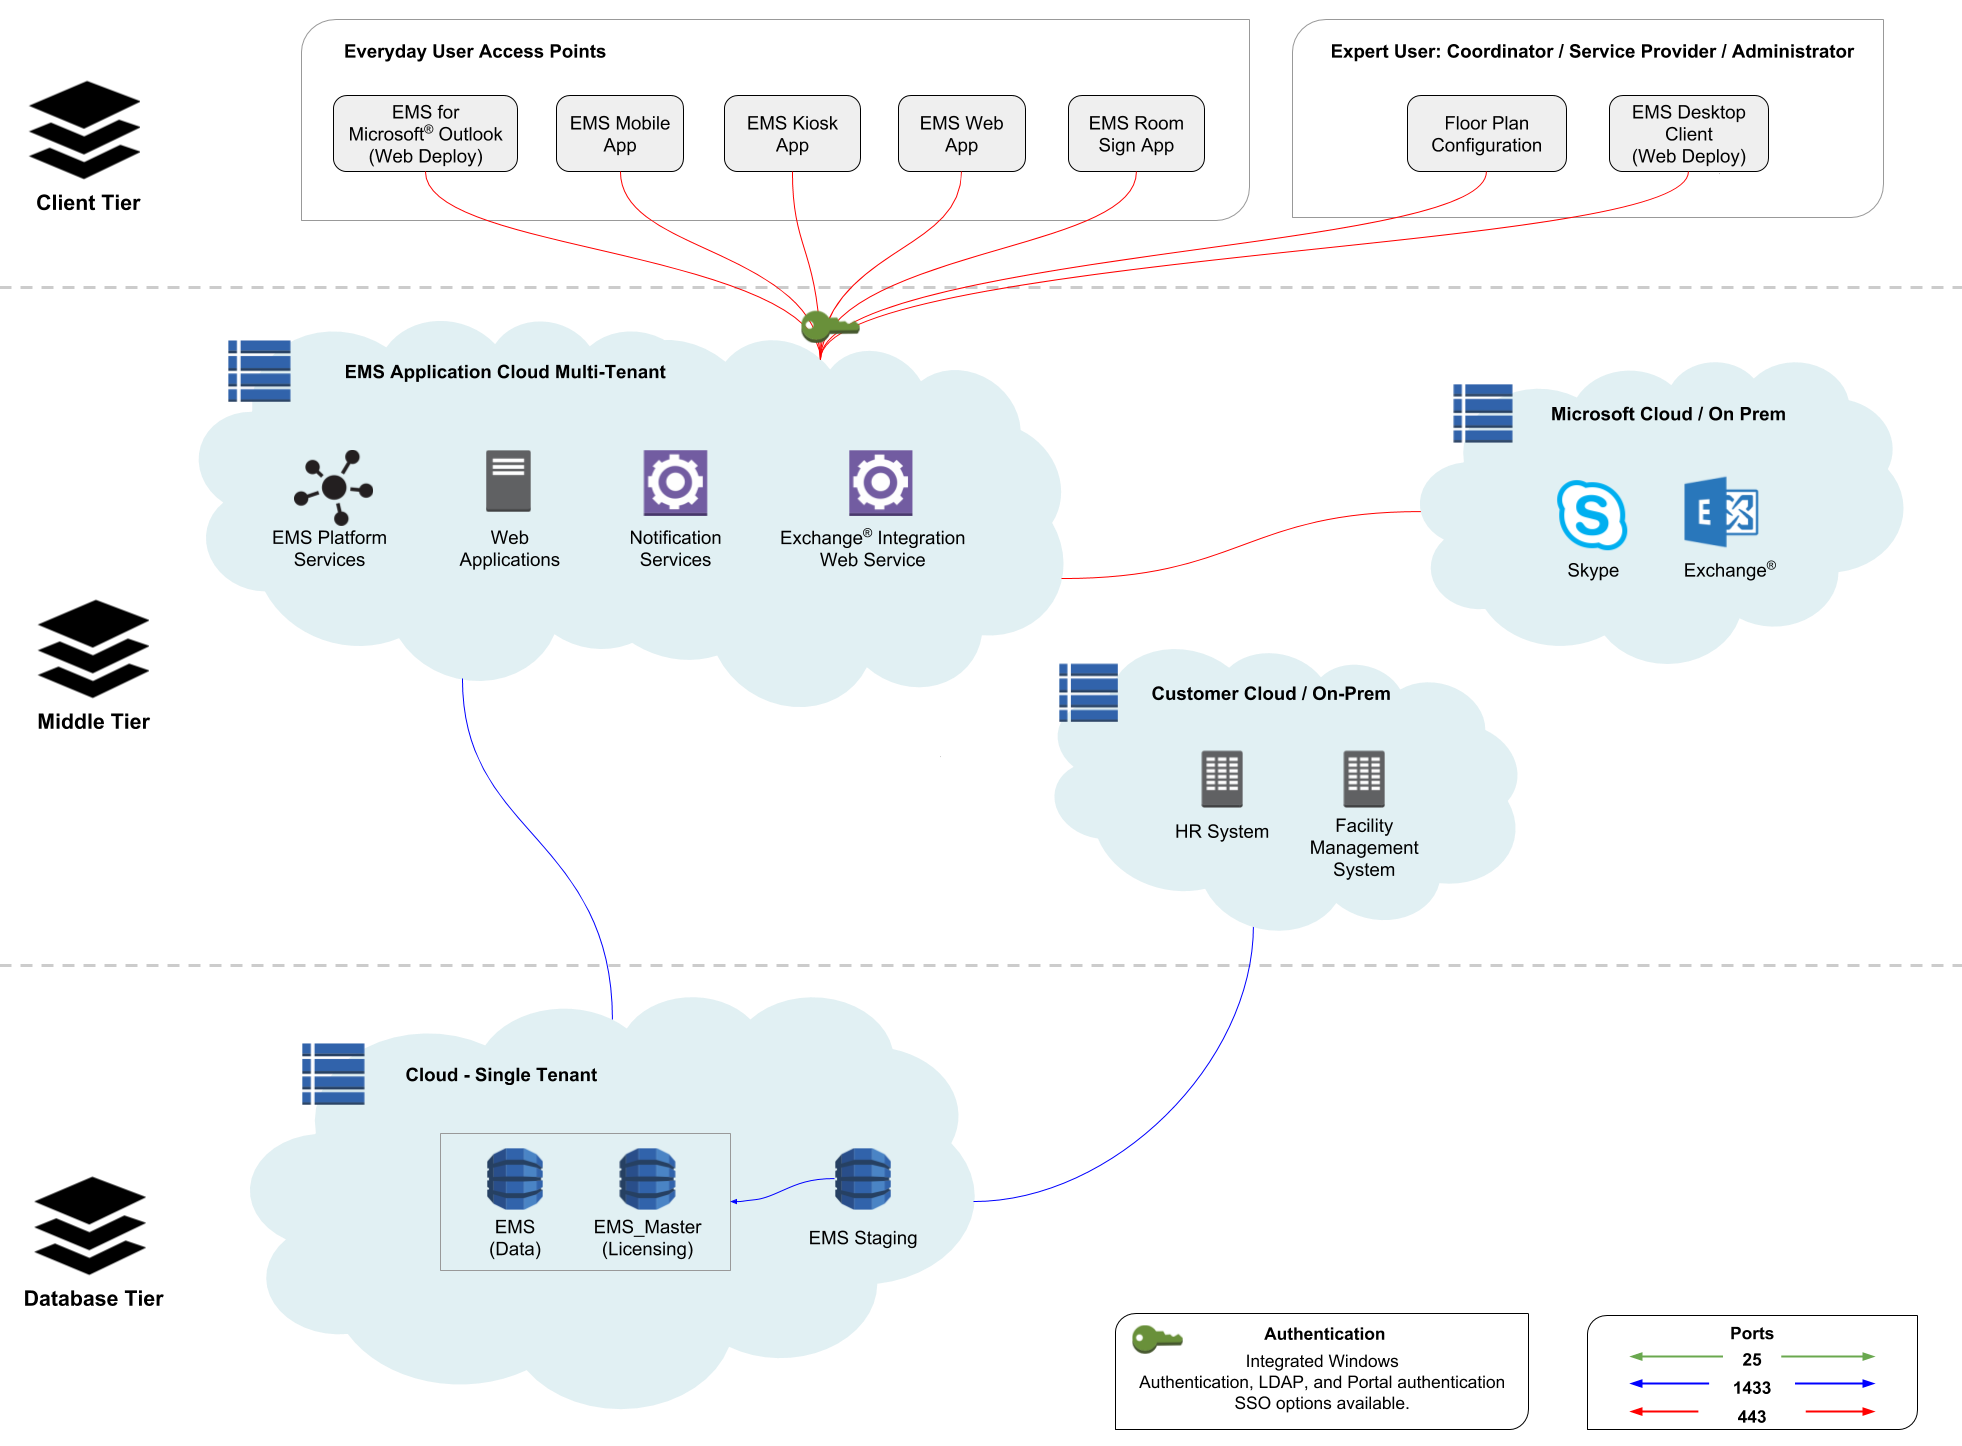 Everyday User Access Points
EMS for
Microsoft® Outlook
(Web Deploy)
EMS Mobile
App
EMS Kiosk
App
EMS Web
App
EMS Room
Sign App
Expert User: Coordinator / Service Provider / Administrator
Floor Plan
Configuration
EMS Desktop
Client
(Web Deploy)
Client Tier
EMS Application Cloud Multi-Tenant
EMS Platform
Services
Web
Applications
Notification
Services
Exchange® Integration
Web Service
Microsoft Cloud / On Prem
S
Skype
E
Exchange®
Middle Tier
Customer Cloud / On-Prem
HR System
Facility
Management
System
Cloud - Single Tenant
EMS
(Data)
EMS_Master
(Licensing)
EMS Staging
Database Tier
Authentication
Integrated Windows
Authentication, LDAP, and Portal authentication
SSO options available.
Ports
25
1433
443